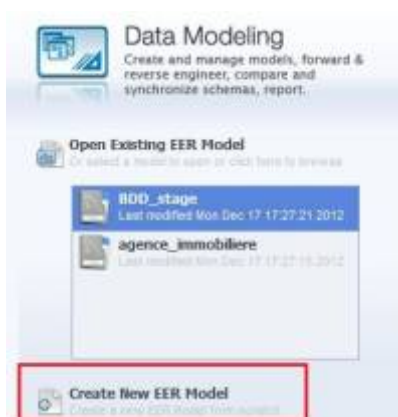 Data Modeling
Create and manage models, forward &
reverse engineer, compare and
synchronize schemas, report.
Open Existing EER Model
Or select a model to open or click here to browse
BDD_stage
Last modified Mon Dec 17 17:27:21 2012
agence_immobiliere
Last modified Mon Dec 17 17:27:15 2012
Create New EER Model
Create a new EER Model from scratch